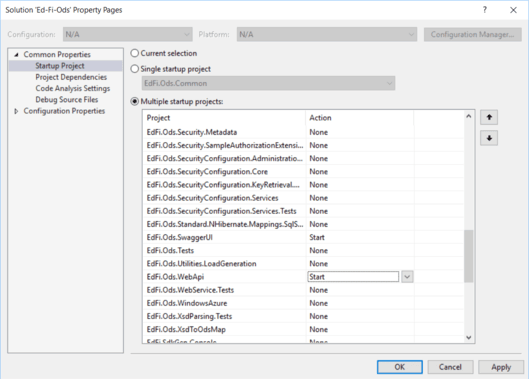 Solution 'Ed-Fi-Ods' Property Pages
Configuration: N/A Platform: N/A Configuration Manager...
Common Properties
Startup Project
Project Dependencies
Code Analysis Settings
Debug Source Files
Configuration Properties
Current selection
Single startup project
EdFi.Ods.Common
Multiple startup projects:
Project Action
EdFi.Ods.Security.Metadata None
EdFi.Ods.Security.SampleAuthorizationExtensi... None
EdFi.Ods.SecurityConfiguration.Administratio... None
EdFi.Ods.SecurityConfiguration.Core None
EdFi.Ods.SecurityConfiguration.KeyRetrieval.... None
EdFi.Ods.SecurityConfiguration.Services None
EdFi.Ods.SecurityConfiguration.Services.Tests None
EdFi.Ods.Standard.NHibernate.Mappings.SqlS... None
EdFi.Ods.SwaggerUI Start
EdFi.Ods.Tests None
EdFi.Ods.Utilities.LoadGeneration None
EdFi.Ods.WebApi Start
EdFi.Ods.WebService.Tests None
EdFi.Ods.WindowsAzure None
EdFi.Ods.XsdParsing.Tests None
EdFi.Ods.XsdToOdsMap None
EdFi.SdkGen.Console None
OK Cancel Apply